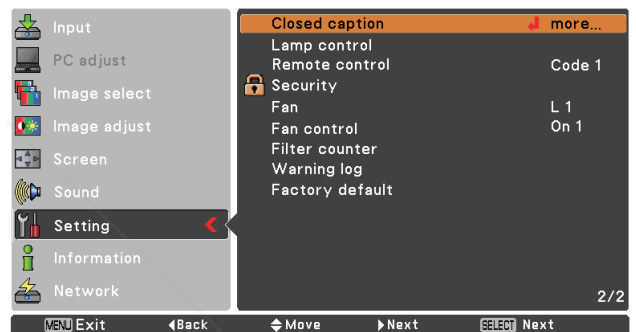 Input
PC adjust
Image select
Image adjust
Screen
Sound
Setting
Information
Network
Closed caption more...
Lamp control
Remote control Code 1
Security
Fan L 1
Fan control On 1
Filter counter
Warning log
Factory default
2/2
MENU Exit Back Move Next SELECT Next